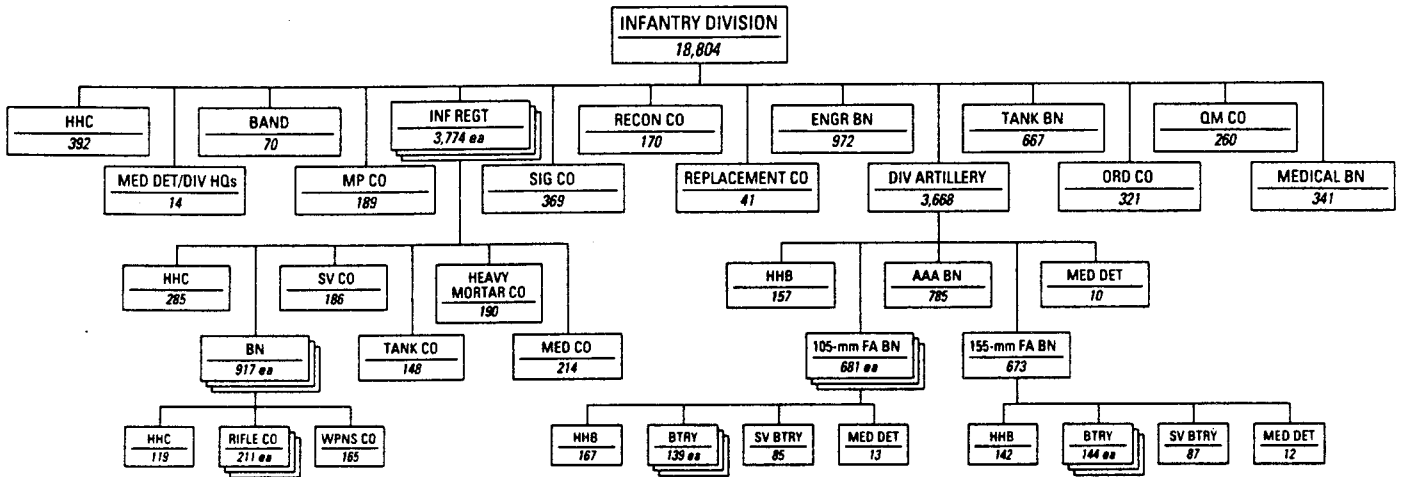 INFANTRY DIVISION
18,804
HHC
392
BAND
70
INF REGT
3,774 ea
RECON CO
170
ENGR BN
972
TANK BN
667
QM CO
260
MED DET/DIV HQs
14
MP CO
189
SIG CO
369
REPLACEMENT CO
41
DIV ARTILLERY
3,668
ORD CO
321
MEDICAL BN
341
HHC
285
SV CO
186
HEAVY
MORTAR CO
190
HHB
157
AAA BN
785
MED DET
10
BN
917 ea
TANK CO
148
MED CO
214
105-mm FA BN
681 ea
155-mm FA BN
673
HHC
119
RIFLE CO
211 ea
WPNS CO
165
HHB
167
BTRY
139 ea
SV BTRY
85
MED DET
13
HHB
142
BTRY
144 ea
SV BTRY
87
MED DET
12